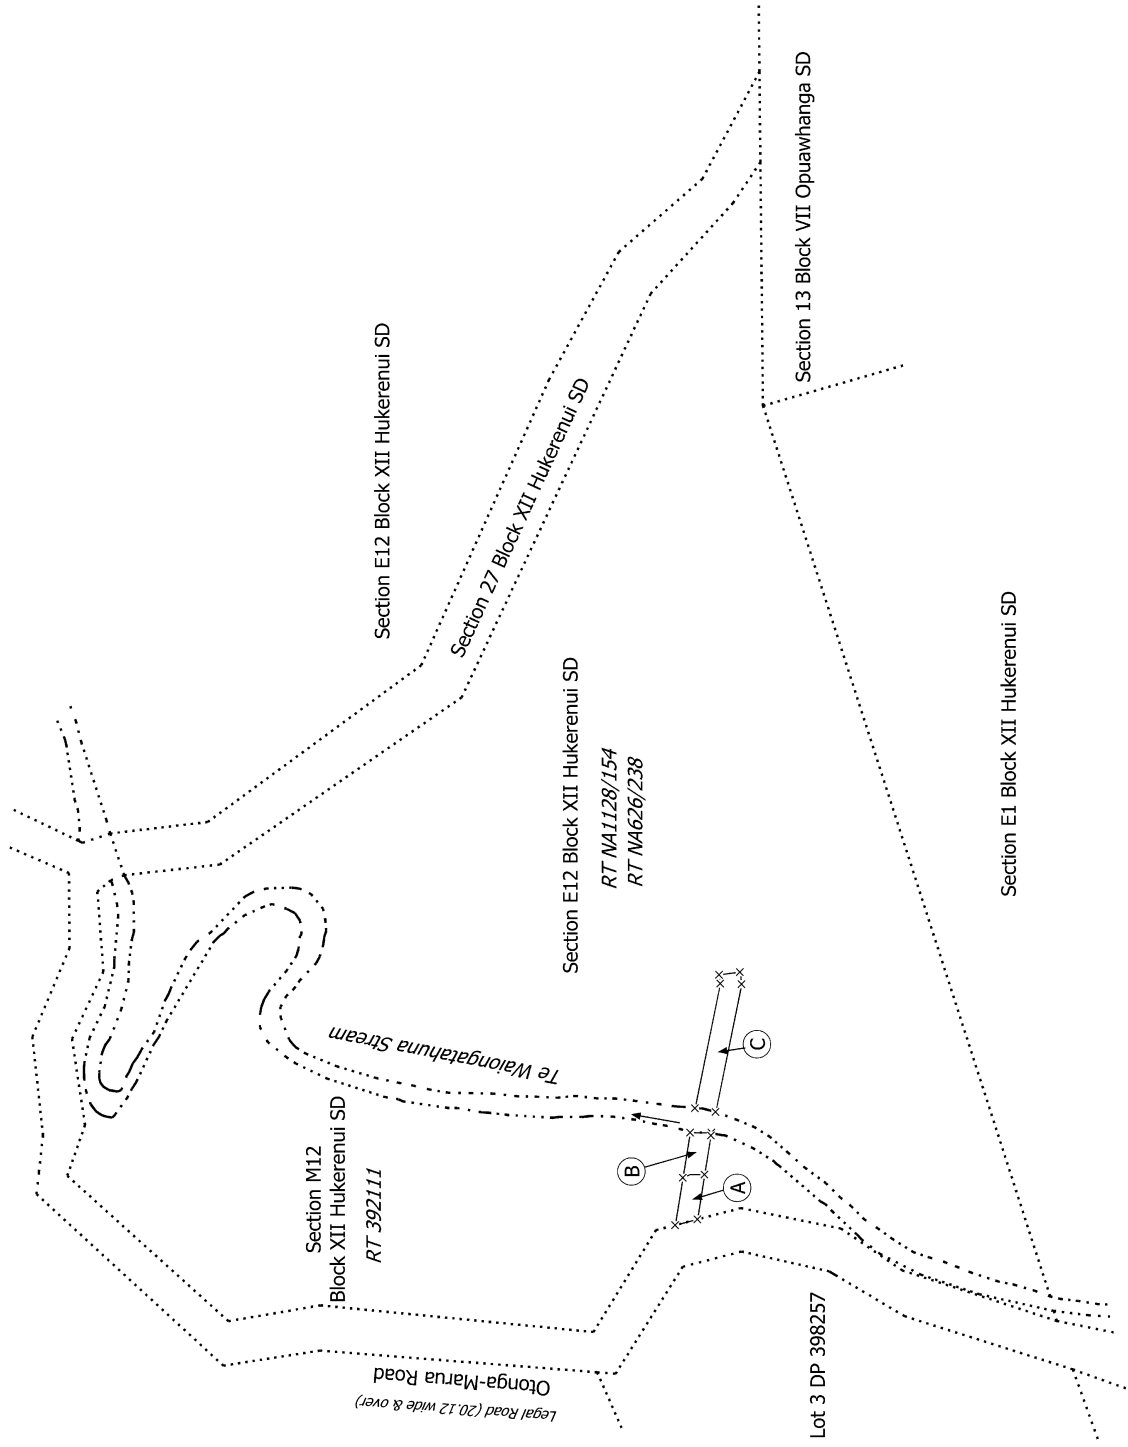 Section 13 Block VII Opuawhanga SD
Section E12 Block XII Hukerenui SD
Section 27 Block XII Hukerenui SD
Section E12 Block XII Hukerenui SD
RT NA1128/154
RT NA626/238
Section E1 Block XII Hukerenui SD
Te Waiongatahuna Stream
Section M12
Block XII Hukerenui SD
RT 392111
A
B
C
Otonga-Marua Road
Legal Road (20.12 wide & over)
Lot 3 DP 398257